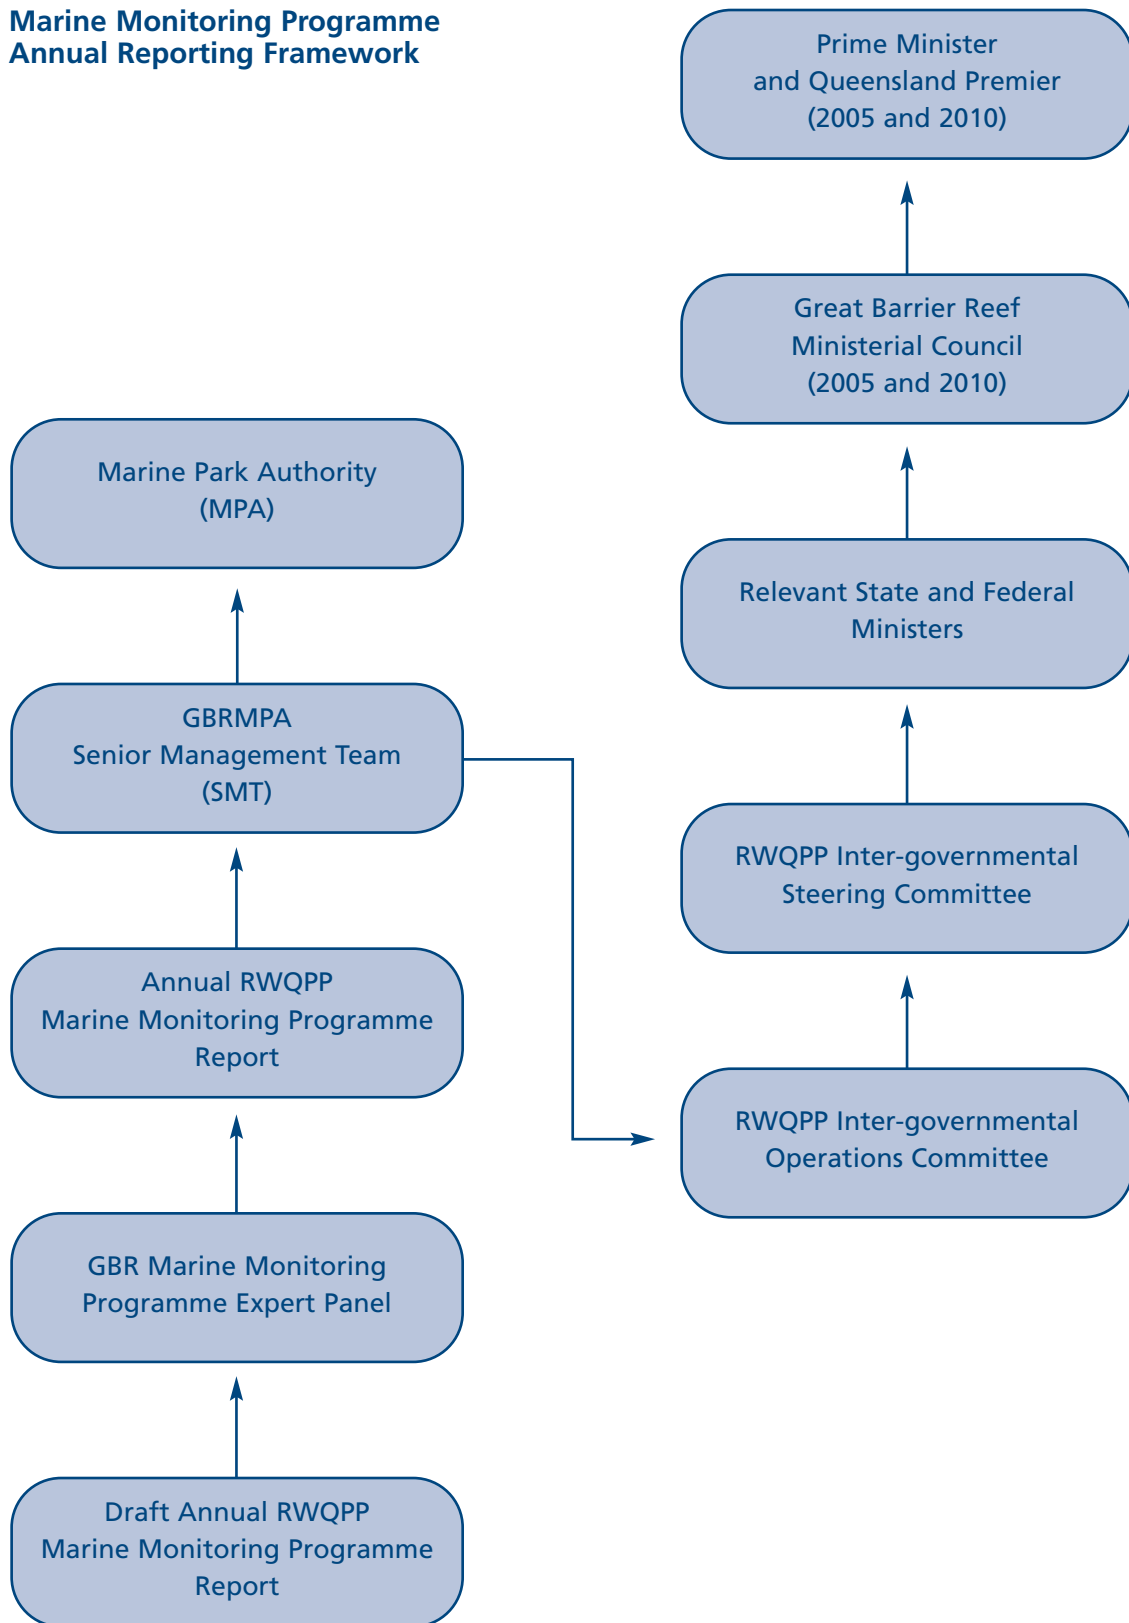 Marine Monitoring Programme
Annual Reporting Framework
Prime Minister
and Queensland Premier
(2005 and 2010)
Great Barrier Reef
Ministerial Council
(2005 and 2010)
Marine Park Authority
(MPA)
Relevant State and Federal
Ministers
GBRMPA
Senior Management Team
(SMT)
RWQPP Inter-governmental
Steering Committee
Annual RWQPP
Marine Monitoring Programme
Report
RWQPP Inter-governmental
Operations Committee
GBR Marine Monitoring
Programme Expert Panel
Draft Annual RWQPP
Marine Monitoring Programme
Report